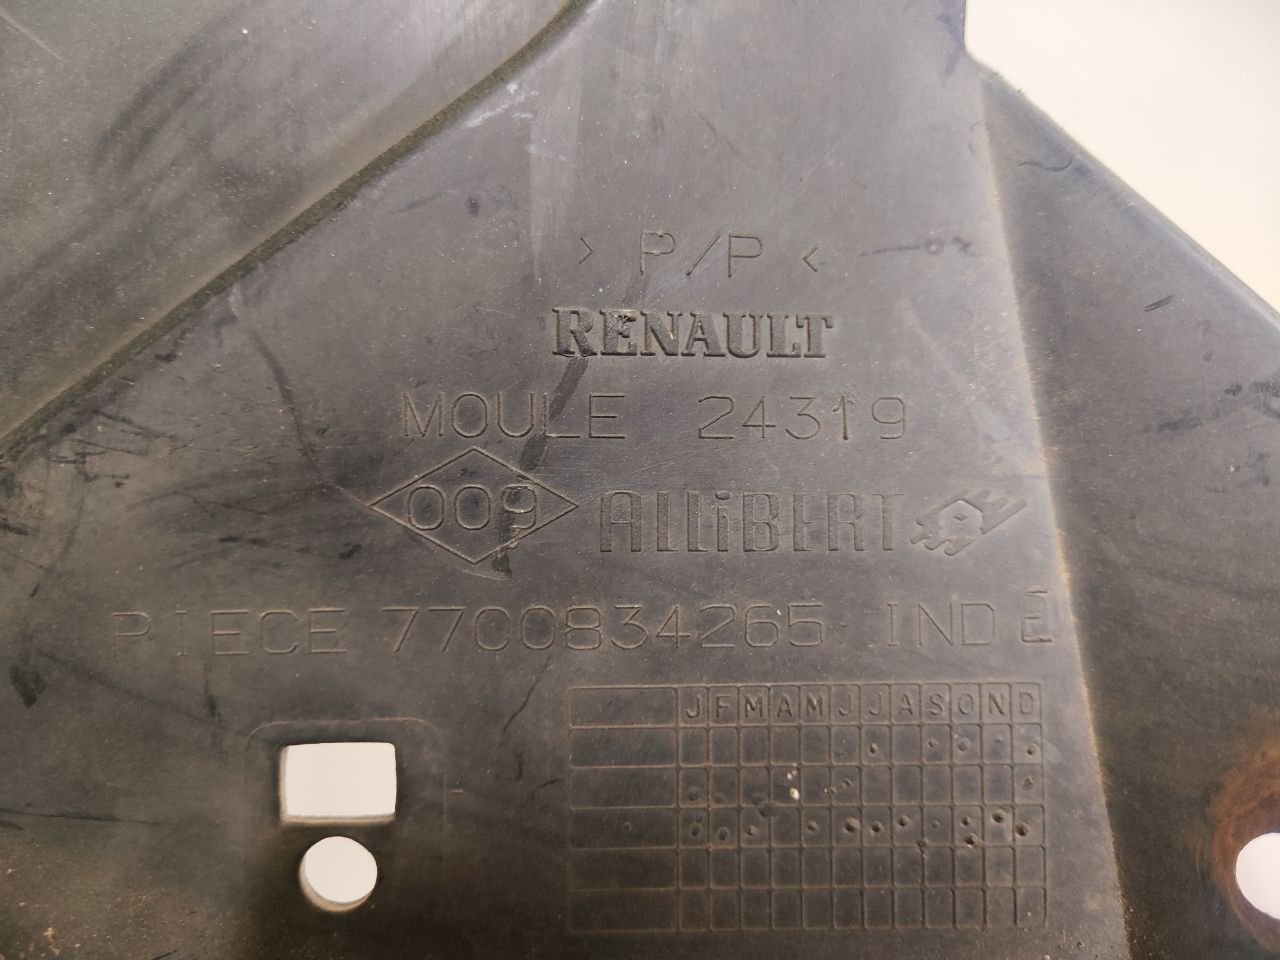 > P/P <
RENAULT
MOULE 24319
009 ALLiBERT
PIECE 7700834265 IND E
J F M A M J J A S O N D